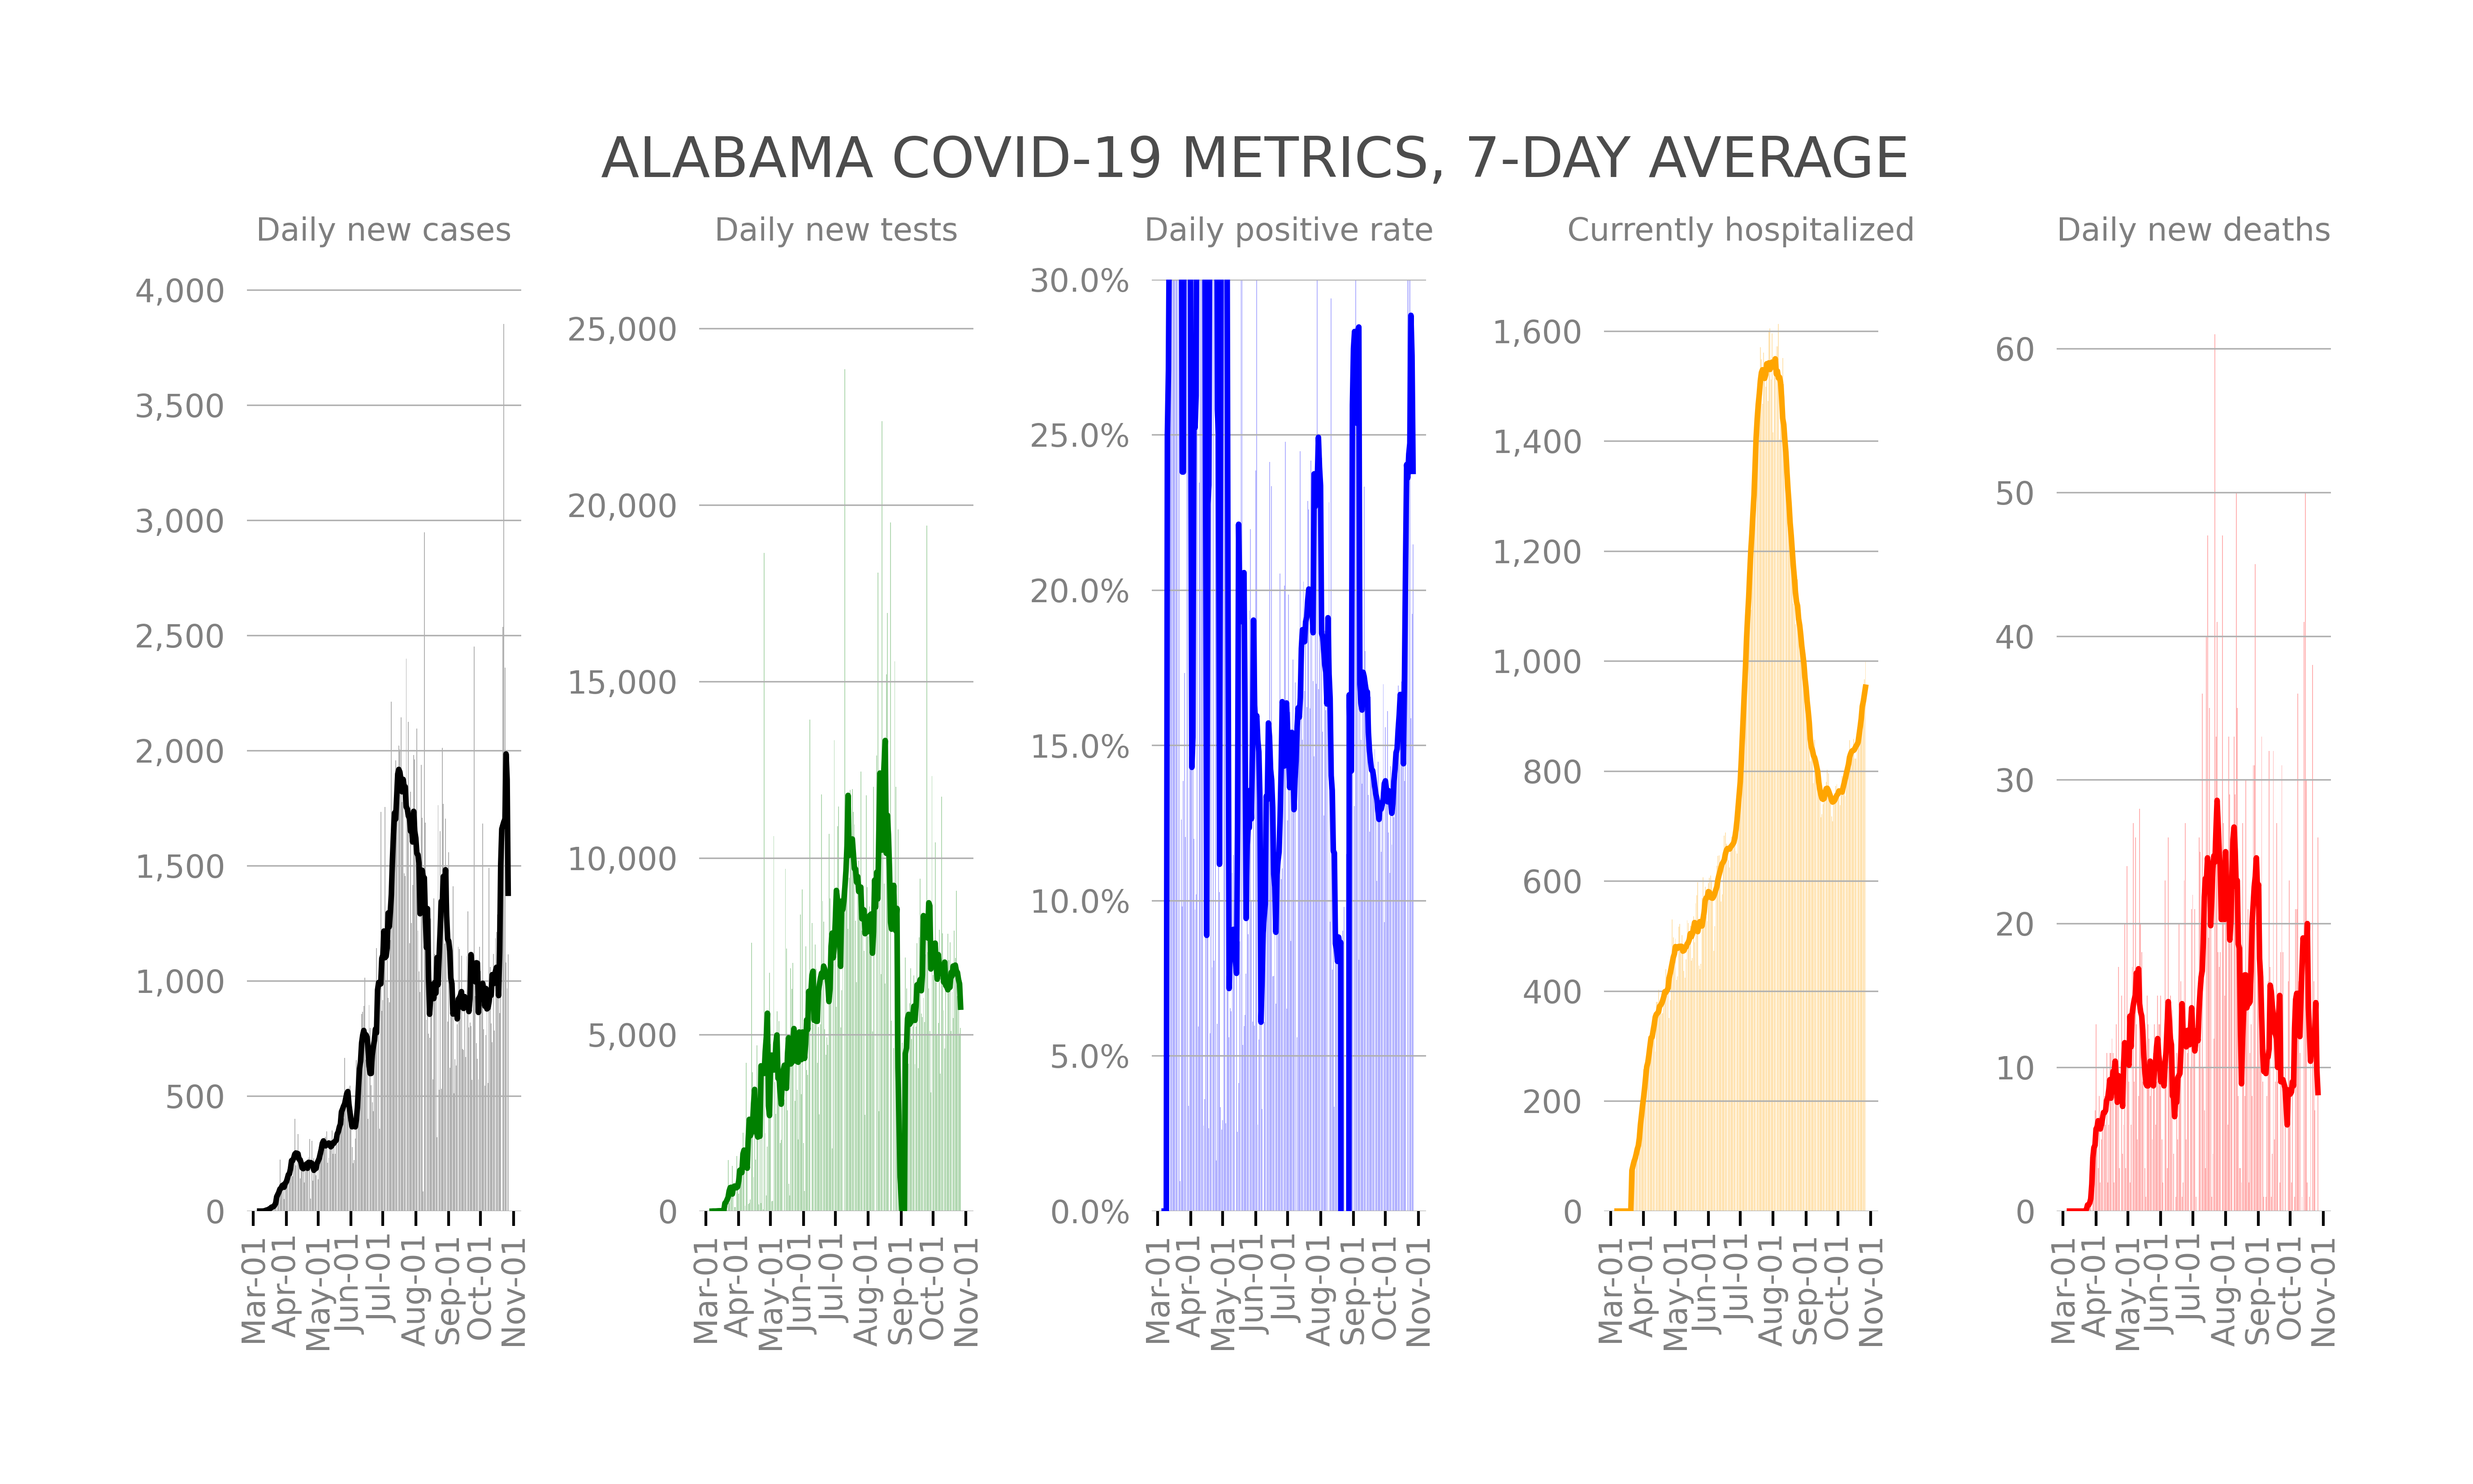 ALABAMA COVID-19 METRICS, 7-DAY AVERAGE
Daily new cases
4,000
3,500
3,000
2,500
2,000
1,500
1,000
500
0
Mar-01
Apr-01
May-01
Jun-01
Jul-01
Aug-01
Sep-01
Oct-01
Nov-01
Daily new tests
25,000
20,000
15,000
10,000
5,000
0
Mar-01
Apr-01
May-01
Jun-01
Jul-01
Aug-01
Sep-01
Oct-01
Nov-01
Daily positive rate
30.0%
25.0%
20.0%
15.0%
10.0%
5.0%
0.0%
Mar-01
Apr-01
May-01
Jun-01
Jul-01
Aug-01
Sep-01
Oct-01
Nov-01
Currently hospitalized
1,600
1,400
1,200
1,000
800
600
400
200
0
Mar-01
Apr-01
May-01
Jun-01
Jul-01
Aug-01
Sep-01
Oct-01
Nov-01
Daily new deaths
60
50
40
30
20
10
0
Mar-01
Apr-01
May-01
Jun-01
Jul-01
Aug-01
Sep-01
Oct-01
Nov-01